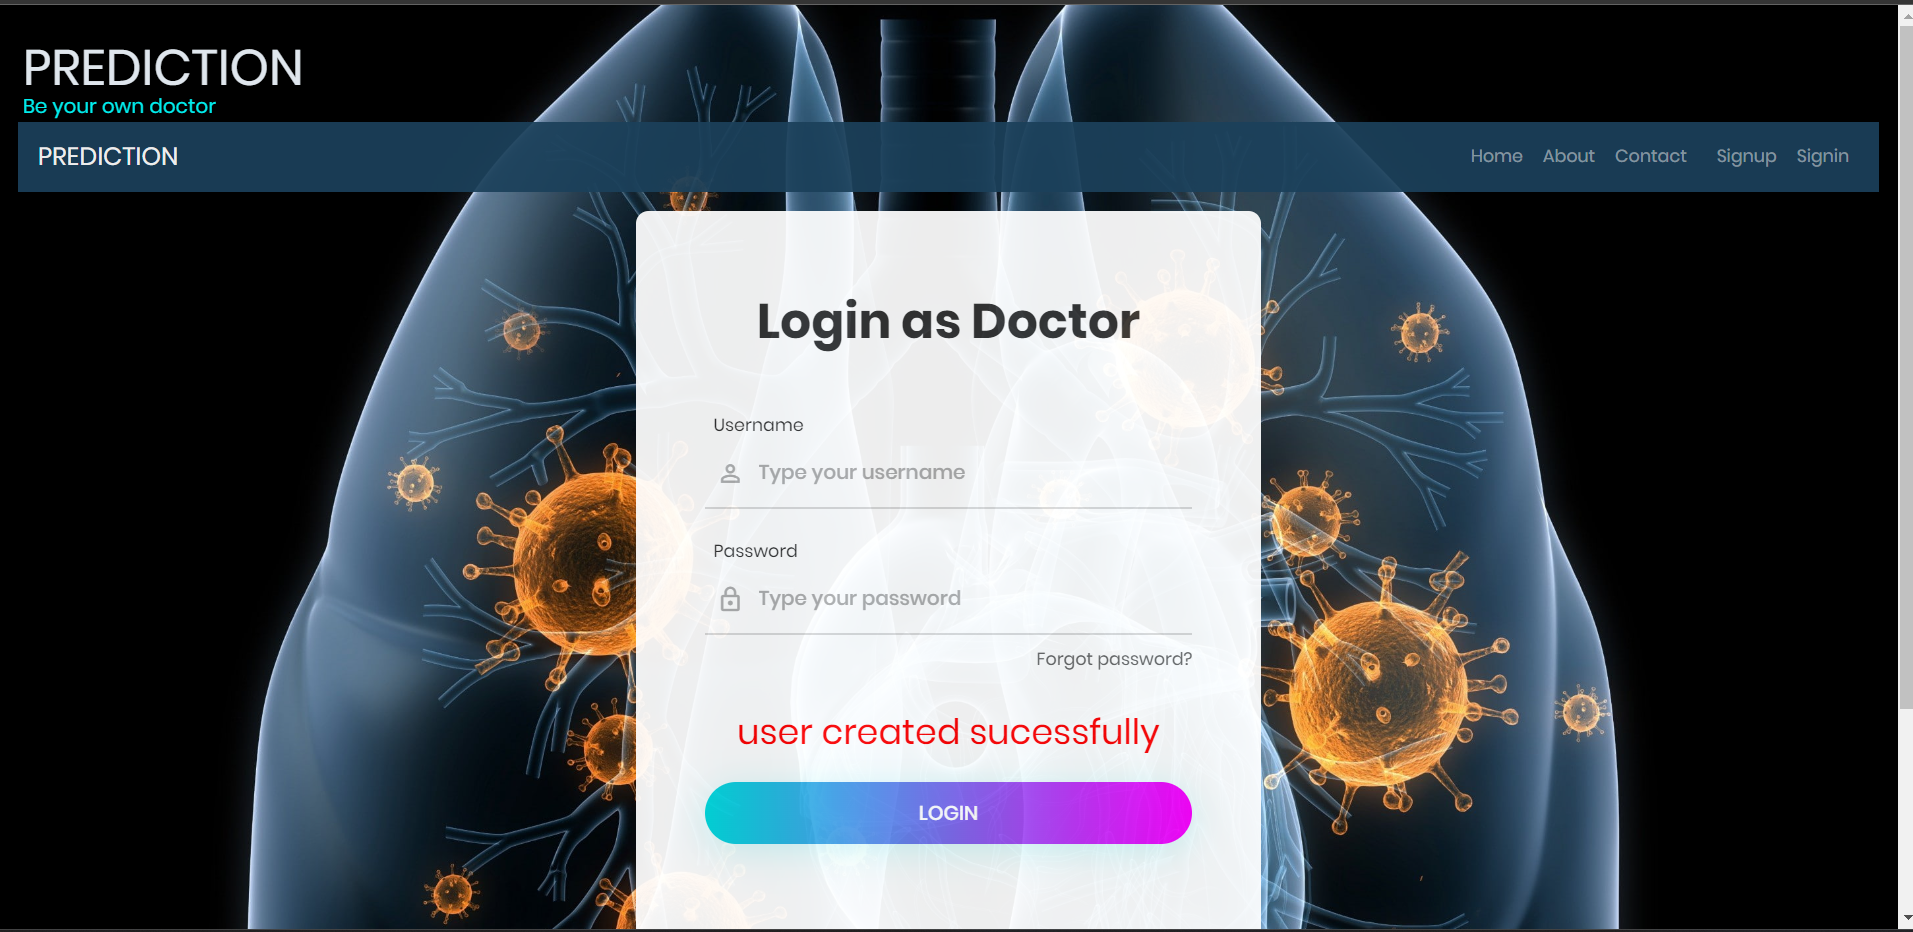 PREDICTION
Be your own doctor
PREDICTION Home About Contact Signup Signin
Login as Doctor
Username
Type your username
Password
Type your password
Forgot password?
user created sucessfully
LOGIN